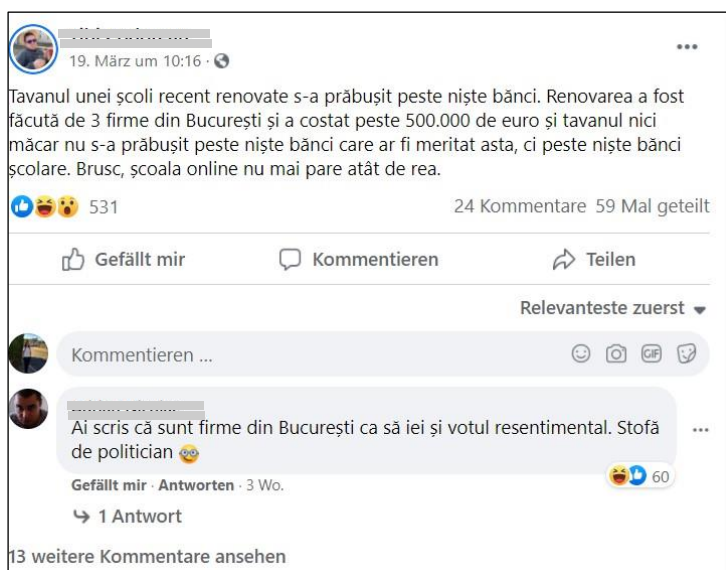 19. März um 10:16 ·
Tavanul unei școli recent renovate s-a prăbușit peste niște bănci. Renovarea a fost
făcută de 3 firme din București și a costat peste 500.000 de euro și tavanul nici
măcar nu s-a prăbușit peste niște bănci care ar fi meritat asta, ci peste niște bănci
școlare. Brusc, școala online nu mai pare atât de rea.
531 24 Kommentare 59 Mal geteilt
Gefällt mir Kommentieren Teilen
Relevanteste zuerst
Kommentieren ... GIF
Ai scris că sunt firme din București ca să iei și votul resentimental. Stofă
de politician
60
Gefällt mir · Antworten · 3 Wo.
1 Antwort
13 weitere Kommentare ansehen